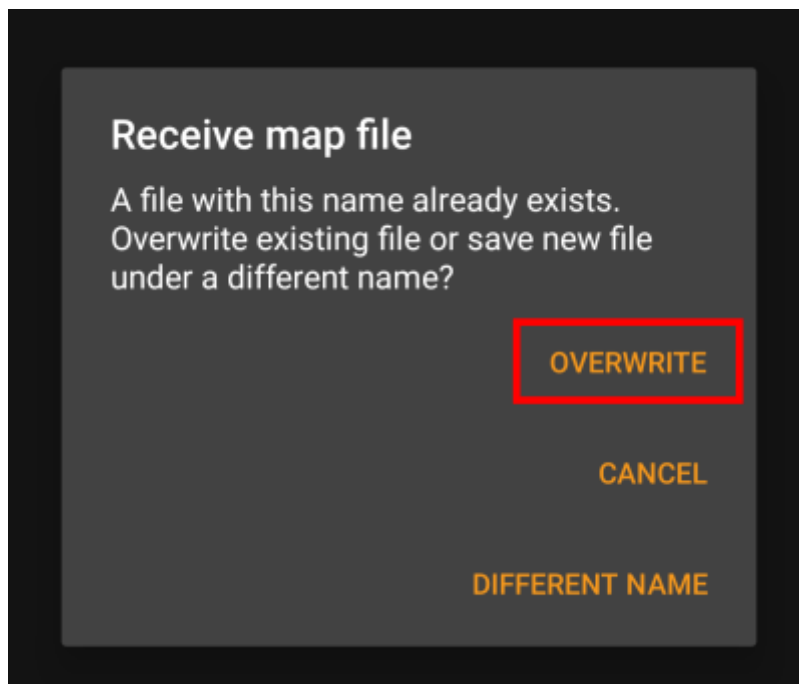 Receive map file
A file with this name already exists.
Overwrite existing file or save new file
under a different name?
OVERWRITE
CANCEL
DIFFERENT NAME